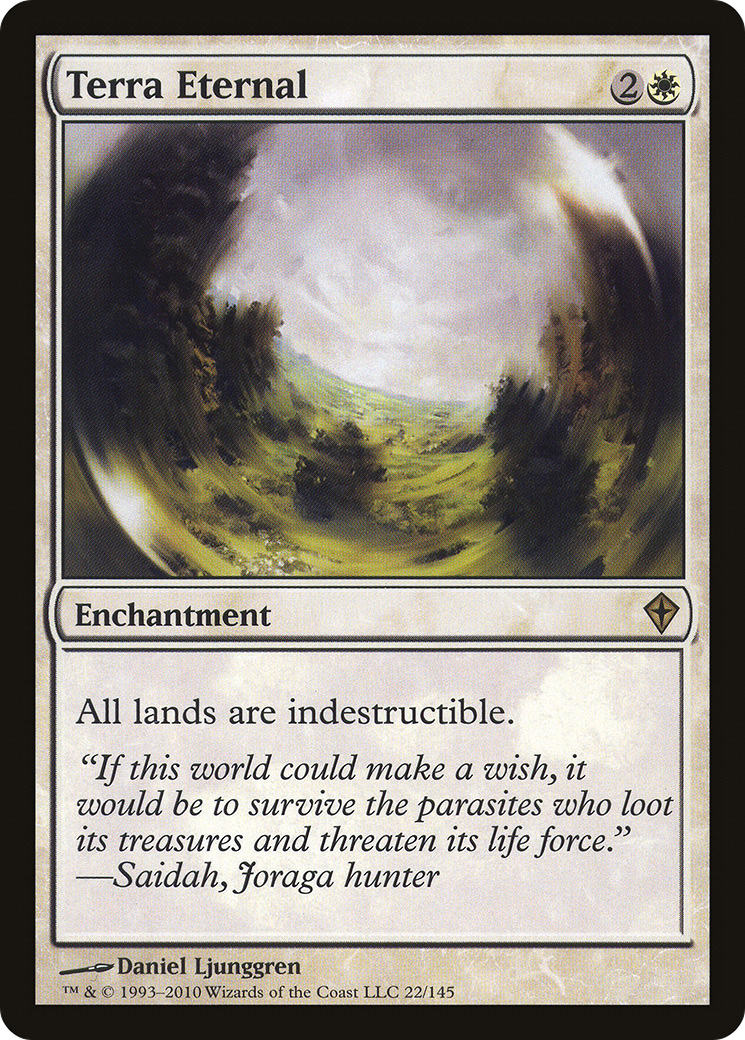 Terra Eternal 2
Enchantment
All lands are indestructible.
“If this world could make a wish, it
would be to survive the parasites who loot
its treasures and threaten its life force.”
—Saidah, Joraga hunter
Daniel Ljunggren
™ & © 1993–2010 Wizards of the Coast LLC 22/145